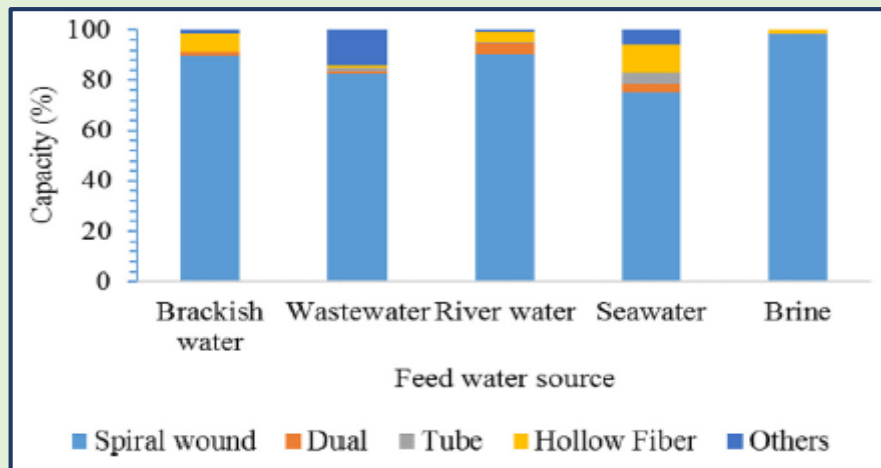 100
80
60
40
20
0
Capacity (%)
Brackish water
Wastewater
River water
Seawater
Brine
Feed water source
Spiral wound
Dual
Tube
Hollow Fiber
Others